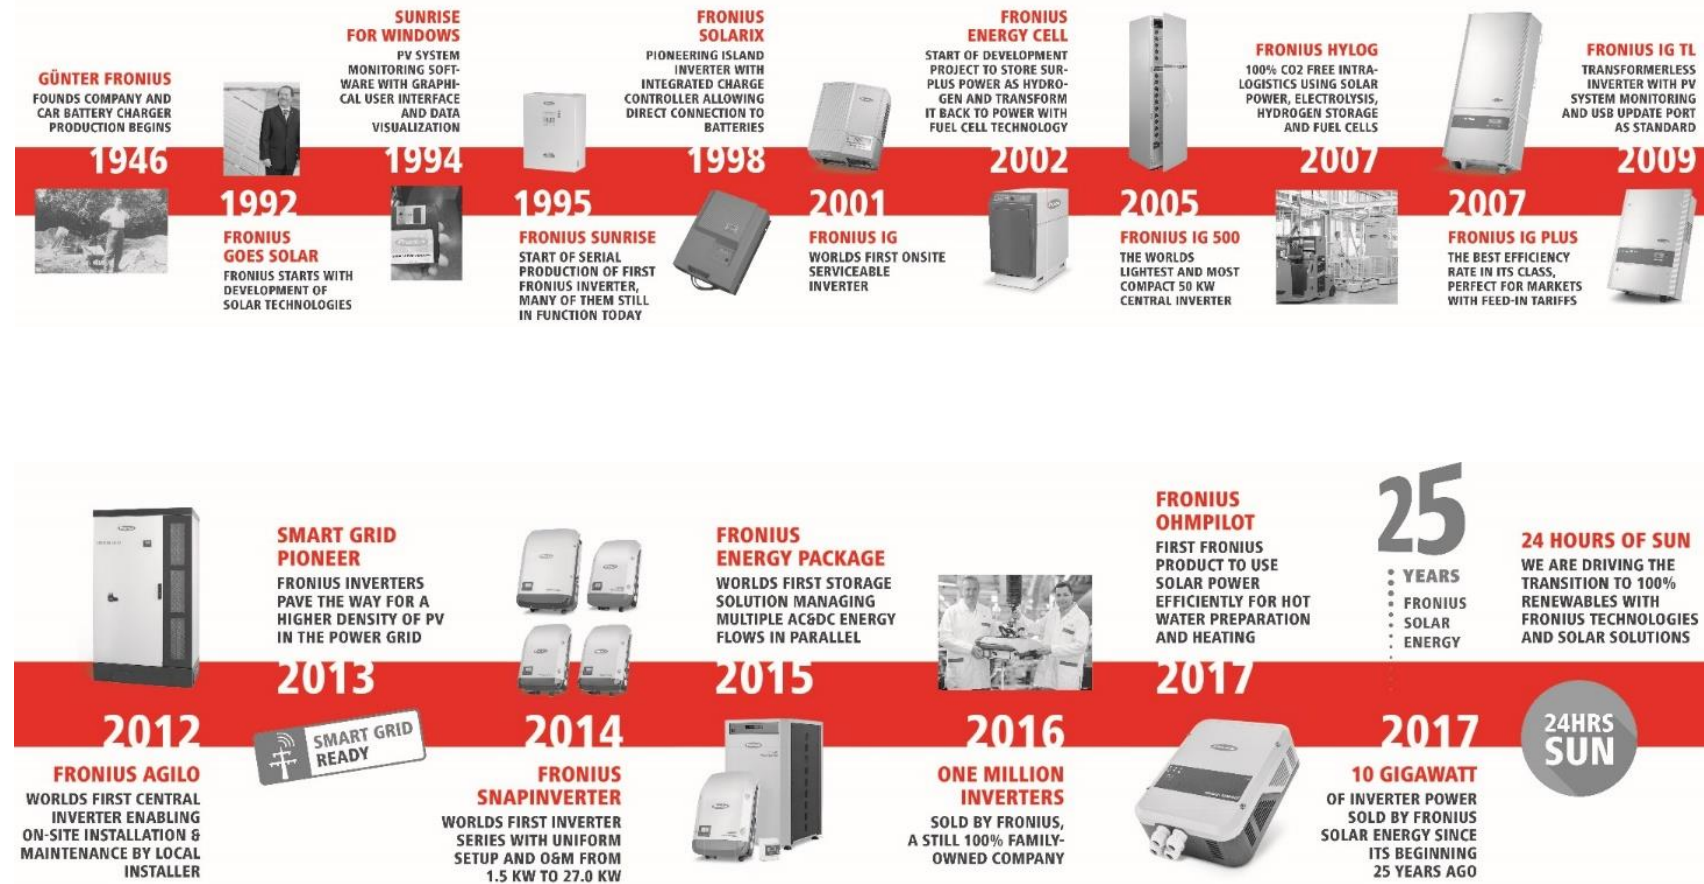 GÜNTER FRONIUS
FOUNDS COMPANY AND
CAR BATTERY CHARGER
PRODUCTION BEGINS
1946
1992
FRONIUS
GOES SOLAR
FRONIUS STARTS WITH
DEVELOPMENT OF
SOLAR TECHNOLOGIES
SUNRISE
FOR WINDOWS
PV SYSTEM
MONITORING SOFT-
WARE WITH GRAPHI-
CAL USER INTERFACE
AND DATA
VISUALIZATION
1994
1995
FRONIUS SUNRISE
START OF SERIAL
PRODUCTION OF FIRST
FRONIUS INVERTER,
MANY OF THEM STILL
IN FUNCTION TODAY
FRONIUS
SOLARIX
PIONEERING ISLAND
INVERTER WITH
INTEGRATED CHARGE
CONTROLLER ALLOWING
DIRECT CONNECTION TO
BATTERIES
1998
2001
FRONIUS IG
WORLDS FIRST ONSITE
SERVICEABLE
INVERTER
FRONIUS
ENERGY CELL
START OF DEVELOPMENT
PROJECT TO STORE SUR-
PLUS POWER AS HYDRO-
GEN AND TRANSFORM
IT BACK TO POWER WITH
FUEL CELL TECHNOLOGY
2002
2005
FRONIUS IG 500
THE WORLDS
LIGHTEST AND MOST
COMPACT 50 KW
CENTRAL INVERTER
FRONIUS HYLOG
100% CO2 FREE INTRA-
LOGISTICS USING SOLAR
POWER, ELECTROLYSIS,
HYDROGEN STORAGE
AND FUEL CELLS
2007
2007
FRONIUS IG PLUS
THE BEST EFFICIENCY
RATE IN ITS CLASS,
PERFECT FOR MARKETS
WITH FEED-IN TARIFFS
FRONIUS IG TL
TRANSFORMERLESS
INVERTER WITH PV
SYSTEM MONITORING
AND USB UPDATE PORT
AS STANDARD
2009
2012
FRONIUS AGILO
WORLDS FIRST CENTRAL
INVERTER ENABLING
ON-SITE INSTALLATION &
MAINTENANCE BY LOCAL
INSTALLER
SMART GRID
PIONEER
FRONIUS INVERTERS
PAVE THE WAY FOR A
HIGHER DENSITY OF PV
IN THE POWER GRID
2013
SMART GRID
READY
2014
FRONIUS
SNAPINVERTER
WORLDS FIRST INVERTER
SERIES WITH UNIFORM
SETUP AND O&M FROM
1.5 KW TO 27.0 KW
FRONIUS
ENERGY PACKAGE
WORLDS FIRST STORAGE
SOLUTION MANAGING
MULTIPLE AC&DC ENERGY
FLOWS IN PARALLEL
2015
2016
ONE MILLION
INVERTERS
SOLD BY FRONIUS,
A STILL 100% FAMILY-
OWNED COMPANY
FRONIUS
OHMPILOT
FIRST FRONIUS
PRODUCT TO USE
SOLAR POWER
EFFICIENTLY FOR HOT
WATER PREPARATION
AND HEATING
2017
25
YEARS
FRONIUS
SOLAR
ENERGY
2017
10 GIGAWATT
OF INVERTER POWER
SOLD BY FRONIUS
SOLAR ENERGY SINCE
ITS BEGINNING
25 YEARS AGO
24 HOURS OF SUN
WE ARE DRIVING THE
TRANSITION TO 100%
RENEWABLES WITH
FRONIUS TECHNOLOGIES
AND SOLAR SOLUTIONS
24HRS
SUN